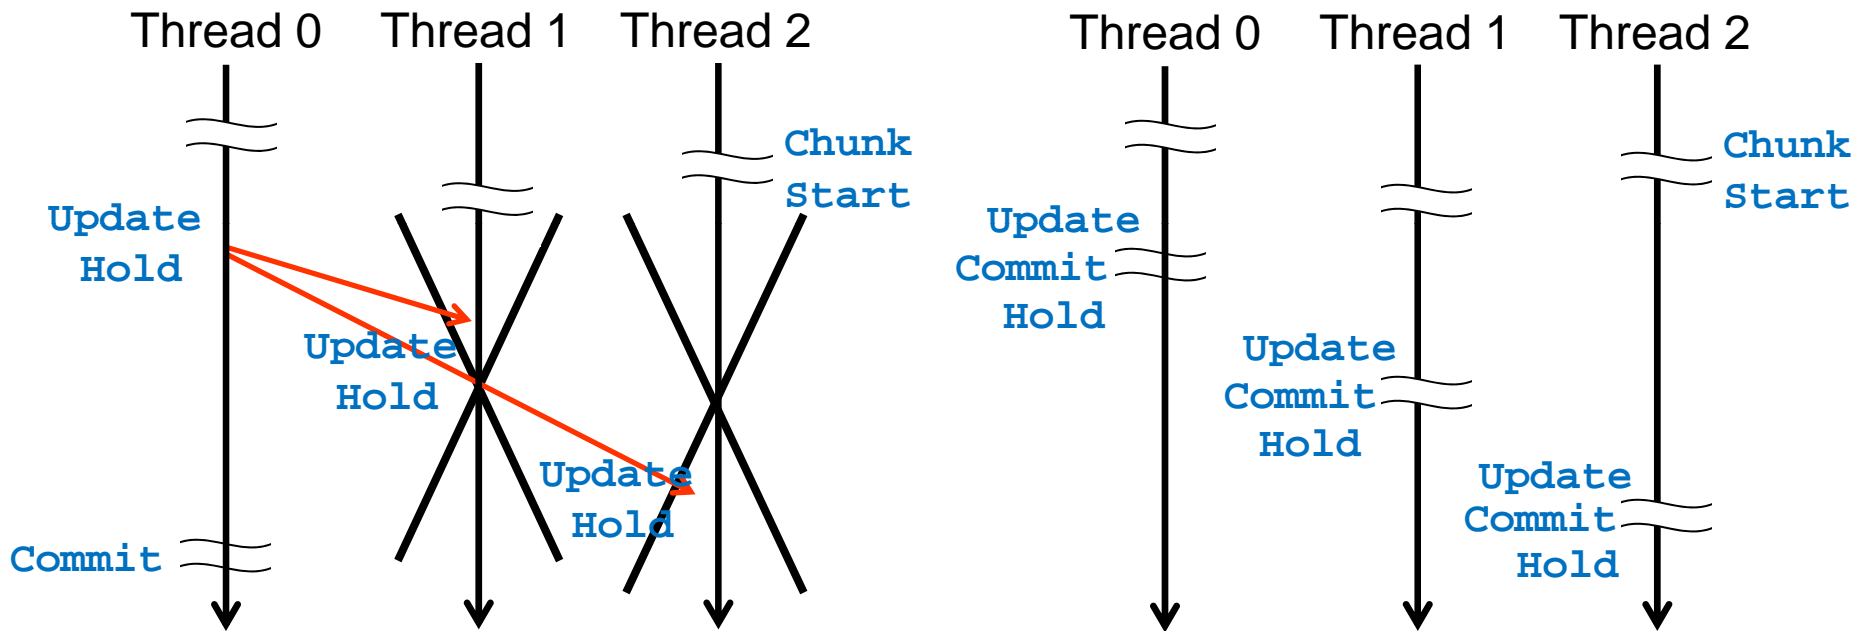 Thread 0 Thread 1 Thread 2
Chunk
Start
Update
Hold
Update
Hold
Update
Hold
Commit
Thread 0 Thread 1 Thread 2
Chunk
Start
Update
Commit
Hold
Update
Commit
Hold
Update
Commit
Hold